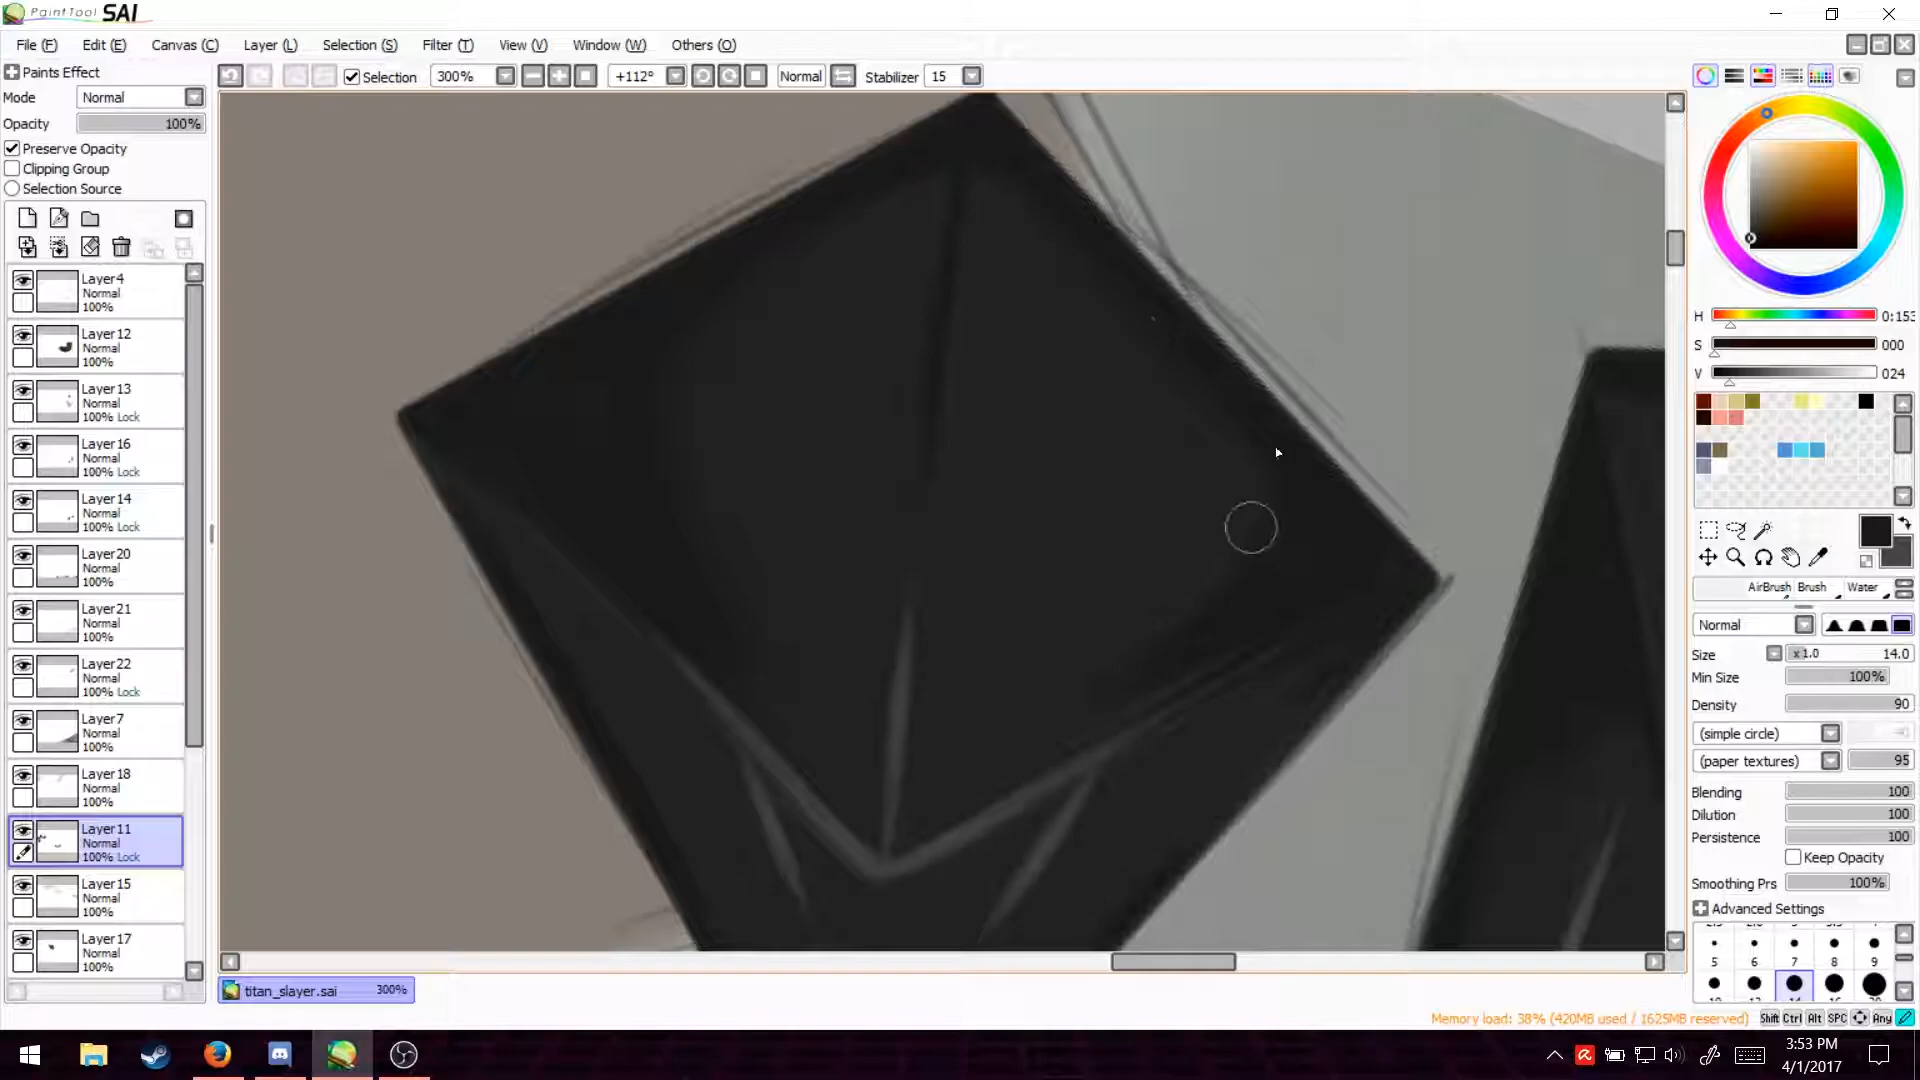 PaintTool SAI
File (F) Edit (E) Canvas (C) Layer (L) Selection (S) Filter (T) View (V) Window (W) Others (O)
Paints Effect
Mode Normal
Opacity 100%
Preserve Opacity
Clipping Group
Selection Source
Selection 300% +112° Normal Stabilizer 15
Layer4
Normal
100%
Layer12
Normal
100%
Layer13
Normal
100% Lock
Layer16
Normal
100% Lock
Layer14
Normal
100% Lock
Layer20
Normal
100%
Layer21
Normal
100%
Layer22
Normal
100% Lock
Layer7
Normal
100%
Layer18
Normal
100%
Layer11
Normal
100% Lock
Layer15
Normal
100%
Layer17
Normal
100%
titan_slayer.sai 300%
H 0:153
S 000
V 024
AirBrush Brush Water
Normal
Size x1.0 14.0
Min Size 100%
Density 90
(simple circle)
(paper textures) 95
Blending 100
Dilution 100
Persistence 100
Keep Opacity
Smoothing Prs 100%
Advanced Settings
5 6 7 8 9
Memory load: 38% (420MB used / 1625MB reserved) Shift Ctrl Alt SPC Any
3:53 PM
4/1/2017